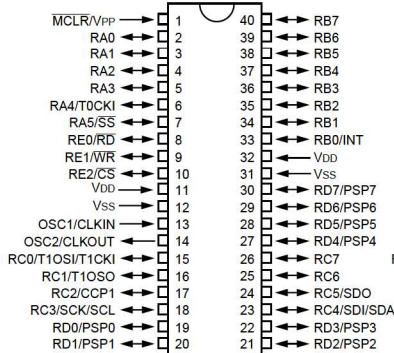 MCLR/VPP 1 40 RB7
RA0 2 39 RB6
RA1 3 38 RB5
RA2 4 37 RB4
RA3 5 36 RB3
RA4/T0CKI 6 35 RB2
RA5/SS 7 34 RB1
RE0/RD 8 33 RB0/INT
RE1/WR 9 32 VDD
RE2/CS 10 31 VSS
VDD 11 30 RD7/PSP7
VSS 12 29 RD6/PSP6
OSC1/CLKIN 13 28 RD5/PSP5
OSC2/CLKOUT 14 27 RD4/PSP4
RC0/T1OSI/T1CKI 15 26 RC7
RC1/T1OSO 16 25 RC6
RC2/CCP1 17 24 RC5/SDO
RC3/SCK/SCL 18 23 RC4/SDI/SDA
RD0/PSP0 19 22 RD3/PSP3
RD1/PSP1 20 21 RD2/PSP2